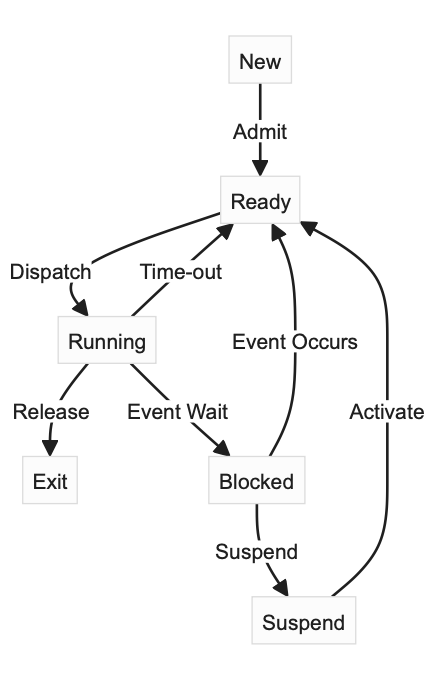 New
Admit
Ready
Dispatch
Time-out
Running
Event Occurs
Release
Event Wait
Activate
Exit
Blocked
Suspend
Suspend